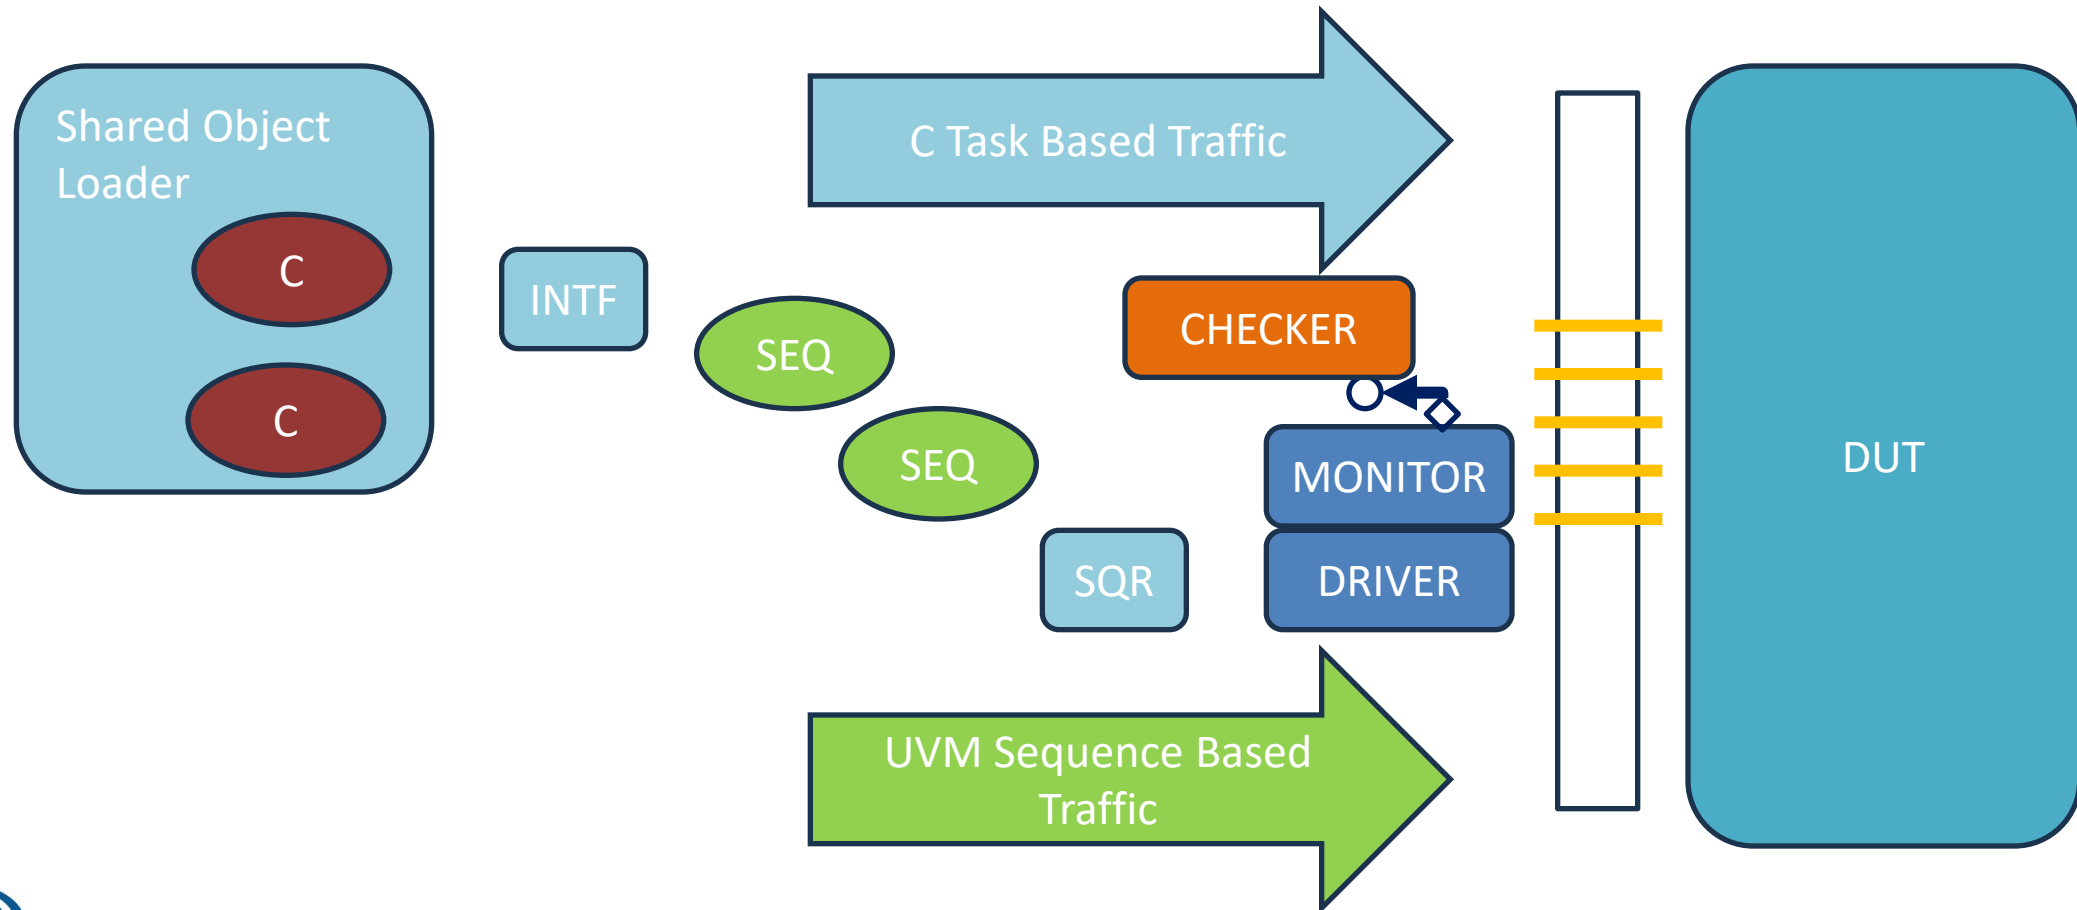 Shared Object
Loader
C
C
INTF
SEQ
SEQ
SQR
C Task Based Traffic
CHECKER
MONITOR
DRIVER
UVM Sequence Based
Traffic
DUT